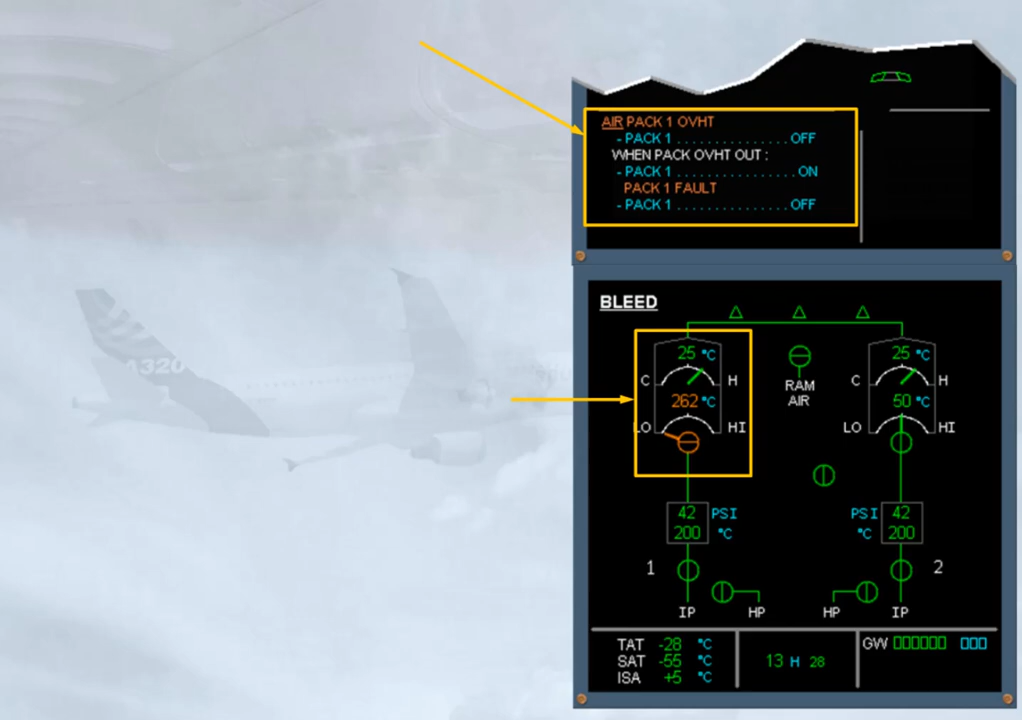 AIR PACK 1 OVHT
- PACK 1 . . . . . . . . . . . . . . . OFF
WHEN PACK OVHT OUT :
- PACK 1 . . . . . . . . . . . . . . . . ON
PACK 1 FAULT
- PACK 1 . . . . . . . . . . . . . . . OFF
BLEED
25 °C
25 °C
C H
C H
RAM
AIR
262 °C
50 °C
LO HI
LO HI
42 PSI
200 °C
PSI 42
°C 200
1
2
IP HP
HP IP
TAT -28 °C
SAT -55 °C
ISA +5 °C
13 H 28
GW
A320